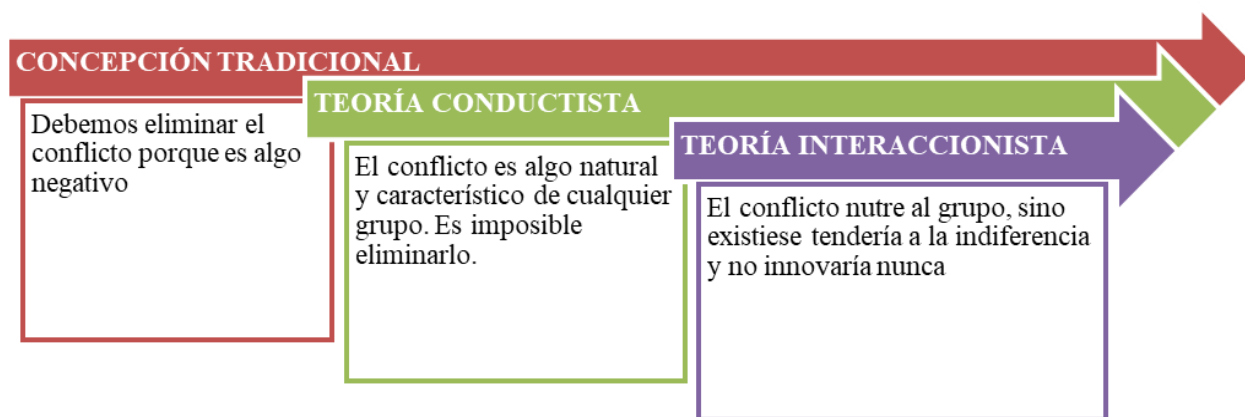 CONCEPCIÓN TRADICIONAL
Debemos eliminar el
conflicto porque es algo
negativo
TEORÍA CONDUCTISTA
El conflicto es algo natural
y característico de cualquier
grupo. Es imposible
eliminarlo.
TEORÍA INTERACCIONISTA
El conflicto nutre al grupo, sino
existiese tendería a la indiferencia
y no innovaría nunca